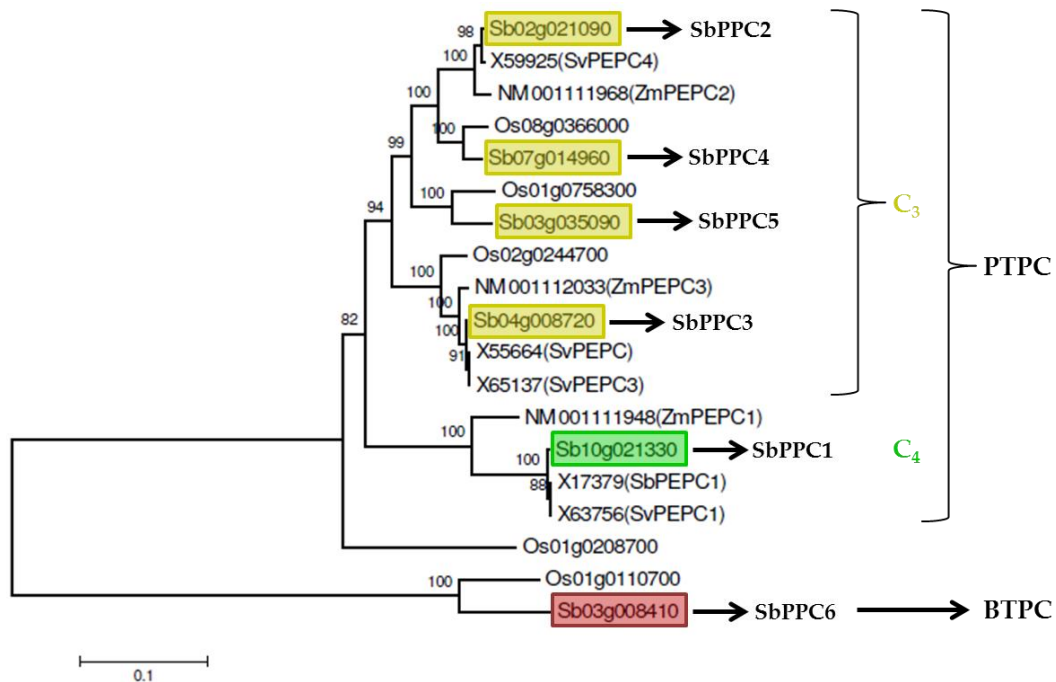 98 Sb02g021090 SbPPC2
100 X59925(SvPEPC4)
NM 001111968(ZmPEPC2)
100
Os08g0366000
100 Sb07g014960 SbPPC4
99
Os01g0758300
100 Sb03g035090 SbPPC5 C3
94
Os02g0244700 PTPC
100
NM 001112033(ZmPEPC3)
100
Sb04g008720 SbPPC3
82 100
91 X55664(SvPEPC)
X65137(SvPEPC3)
NM 001111948(ZmPEPC1)
100
Sb10g021330 SbPPC1 C4
100
88 X17379(SbPEPC1)
X63756(SvPEPC1)
Os01g0208700
100 Os01g0110700
Sb03g008410 SbPPC6 BTPC
0.1